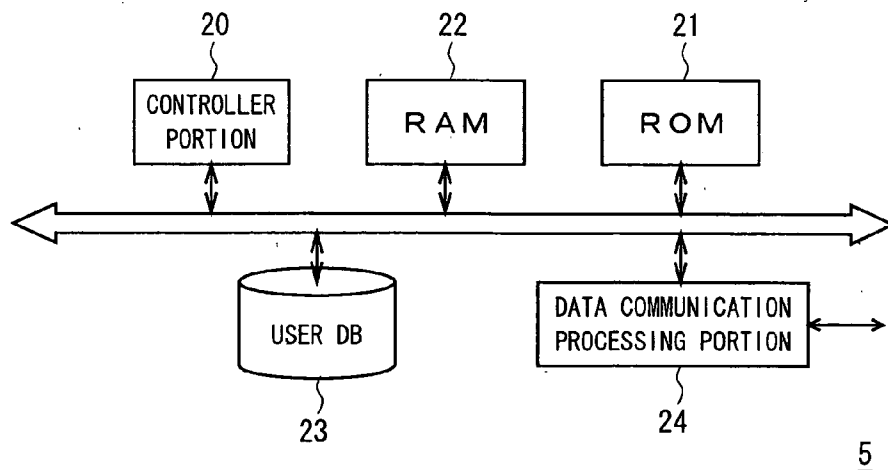 20
22
21
CONTROLLER
PORTION
RAM
ROM
USER DB
DATA COMMUNICATION
PROCESSING PORTION
23
24
5